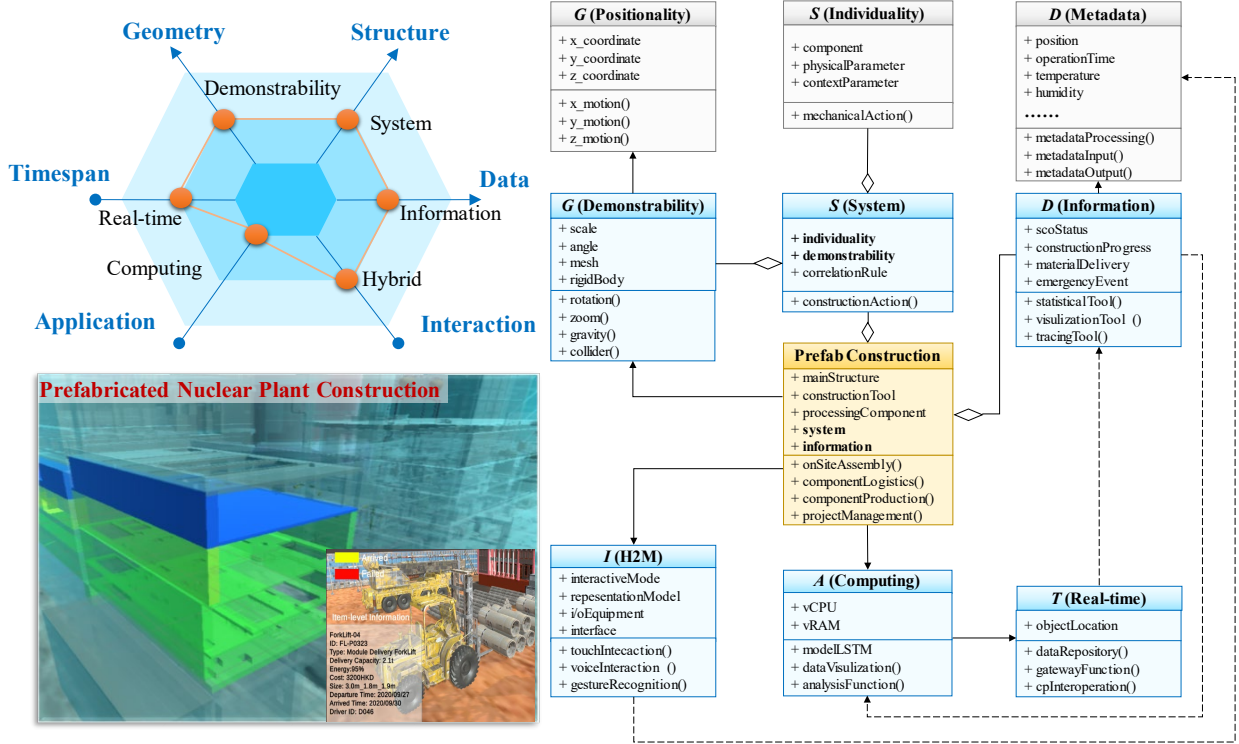 Geometry
Structure
Demonstrability
System
Timespan
Data
Real-time
Information
Computing
Hybrid
Application
Interaction
Prefabricated Nuclear Plant Construction
Arrived
Failed
Item-level Information
ForkLift-04
ID: FL-P0323
Type: Module Delivery ForkLift
Delivery Capacity: 2.1t
Energy:95%
Cost: 3200HKD
Size: 3.0m_1.8m_1.9m
Departure Time: 2020/09/27
Arrived Time: 2020/09/30
Driver ID: D046
G (Positionality)
+ x_coordinate
+ y_coordinate
+ z_coordinate
+ x_motion()
+ y_motion()
+ z_motion()
S (Individuality)
+ component
+ physicalParameter
+ contextParameter
+ mechanicalAction()
D (Metadata)
+ position
+ operationTime
+ temperature
+ humidity
……
+ metadataProcessing()
+ metadataInput()
+ metadataOutput()
G (Demonstrability)
+ scale
+ angle
+ mesh
+ rigidBody
+ rotation()
+ zoom()
+ gravity()
+ collider()
S (System)
+ individuality
+ demonstrability
+ correlationRule
+ constructionAction()
D (Information)
+ scoStatus
+ constructionProgress
+ materialDelivery
+ emergencyEvent
+ statisticalTool()
+ visulizationTool ()
+ tracingTool()
Prefab Construction
+ mainStructure
+ constructionTool
+ processingComponent
+ system
+ information
+ onSiteAssembly()
+ componentLogistics()
+ componentProduction()
+ projectManagement()
I (H2M)
+ interactiveMode
+ repesentationModel
+ i/oEquipment
+ interface
+ touchIntecaction()
+ voiceInteraction ()
+ gestureRecognition()
A (Computing)
+ vCPU
+ vRAM
+ modelLSTM
+ dataVisulization()
+ analysisFunction()
T (Real-time)
+ objectLocation
+ dataRepository()
+ gatewayFunction()
+ cpInteroperation()